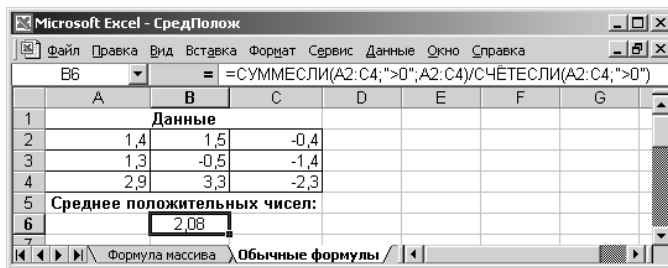 Microsoft Excel - СредПолож
Файл Правка Вид Вставка Формат Сервис Данные Окно Справка
B6 = =СУММЕСЛИ(A2:C4;">0";A2:C4)/СЧЁТЕСЛИ(A2:C4;">0")
A B C D E F G
1 Данные
2 1,4 1,5 -0,4
3 1,3 -0,5 -1,4
4 2,9 3,3 -2,3
5 Среднее положительных чисел:
6 2,08
7
Формула массива Обычные формулы